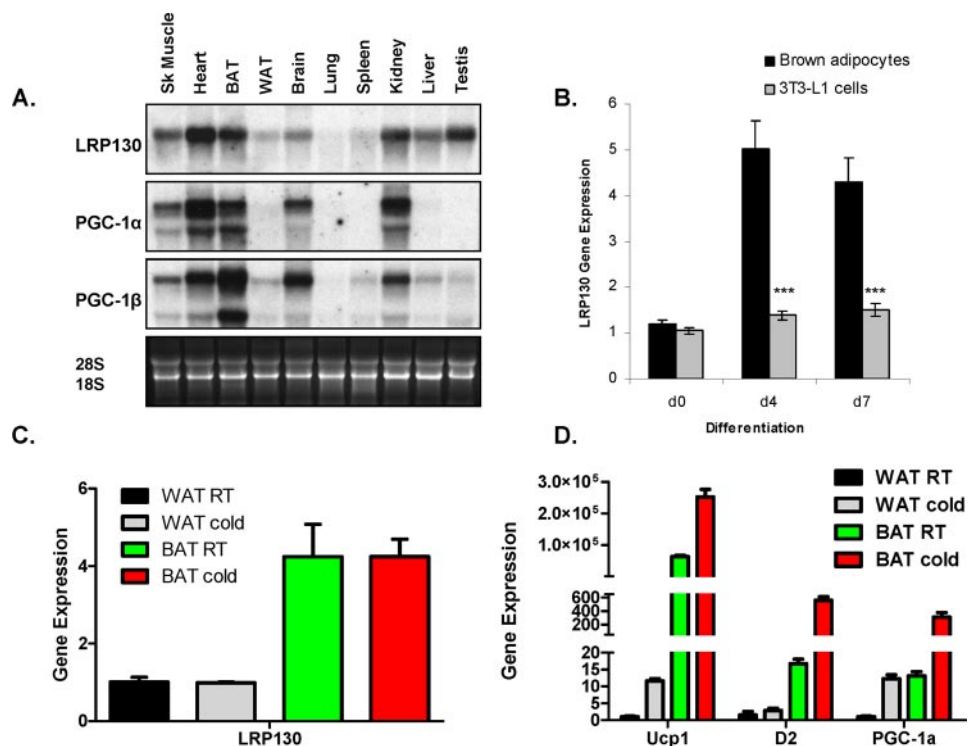 A.
Sk Muscle
Heart
BAT
WAT
Brain
Lung
Spleen
Kidney
Liver
Testis
LRP130
PGC-1α
PGC-1β
28S
18S
B.
Brown adipocytes
3T3-L1 cells
LRP130 Gene Expression
6
5
4
3
2
1
0
***
***
d0
d4
d7
Differentiation
C.
WAT RT
WAT cold
BAT RT
BAT cold
Gene Expression
6
4
2
0
LRP130
D.
WAT RT
WAT cold
BAT RT
BAT cold
Gene Expression
3.0×10⁵
2.0×10⁵
1.0×10⁵
600
400
200
20
15
10
5
0
Ucp1
D2
PGC-1a